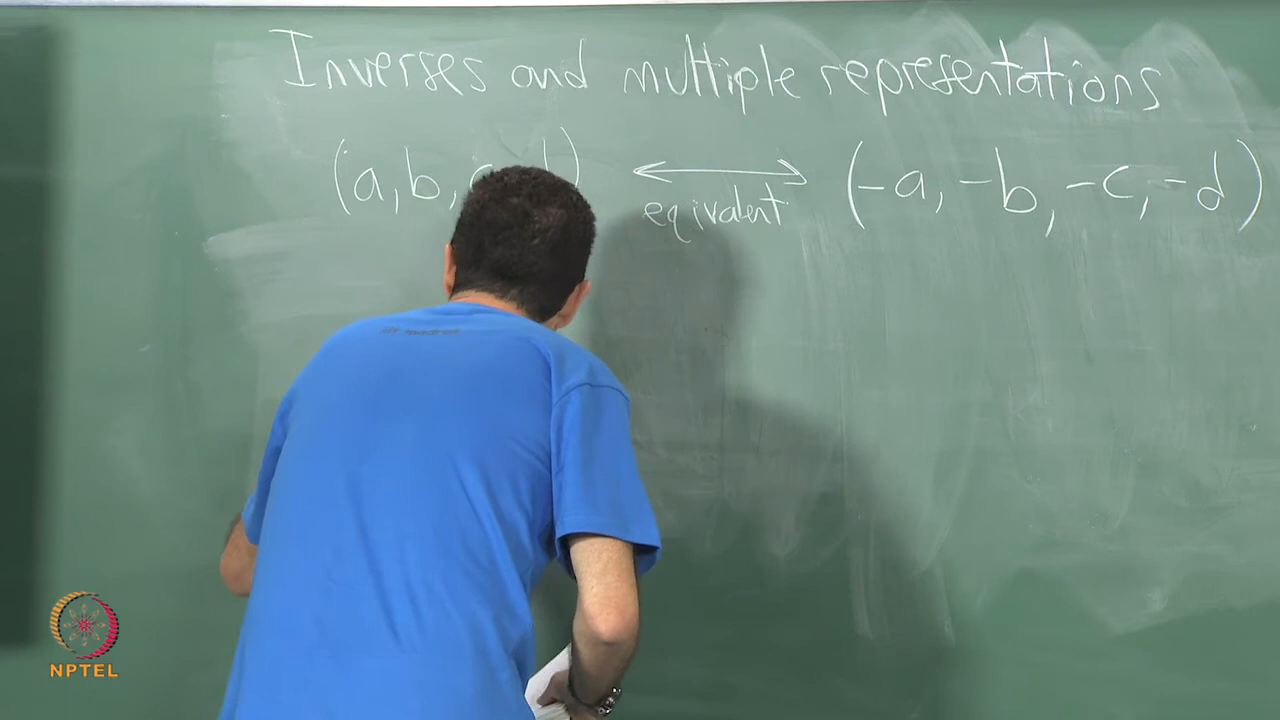 Inverses and multiple representations
(a, b, c, d) ⟷ (-a, -b, -c, -d)
equivalent
NPTEL